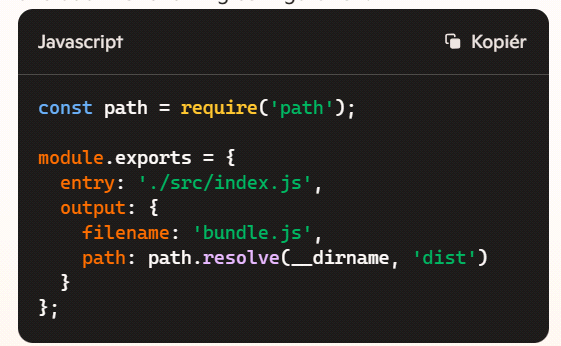 Javascript
Kopiér
const path = require('path');
module.exports = {
  entry: './src/index.js',
  output: {
    filename: 'bundle.js',
    path: path.resolve(__dirname, 'dist')
  }
};